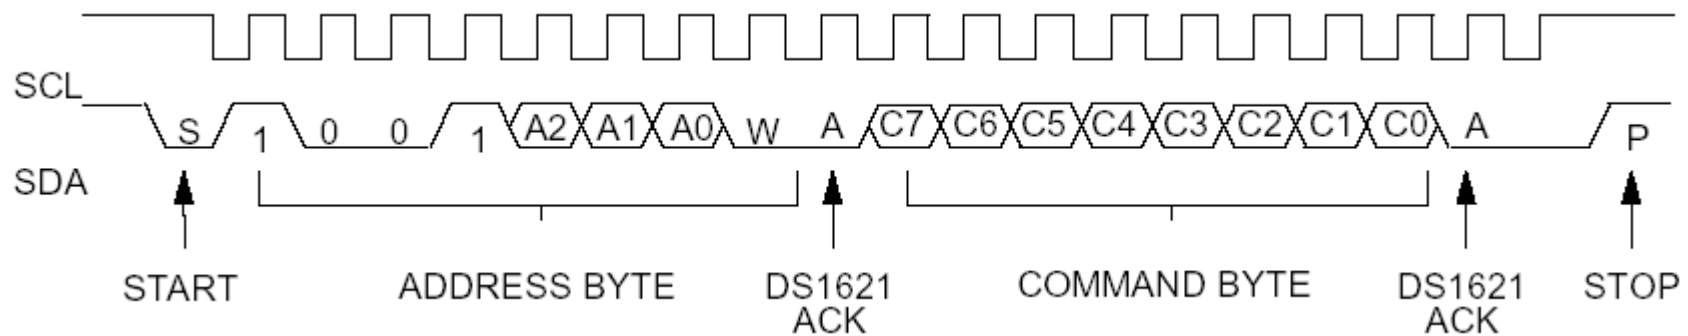 SCL
S 1 0 0 1 A2 A1 A0 W A C7 C6 C5 C4 C3 C2 C1 C0 A P
SDA
START ADDRESS BYTE DS1621 COMMAND BYTE DS1621 STOP
ACK ACK